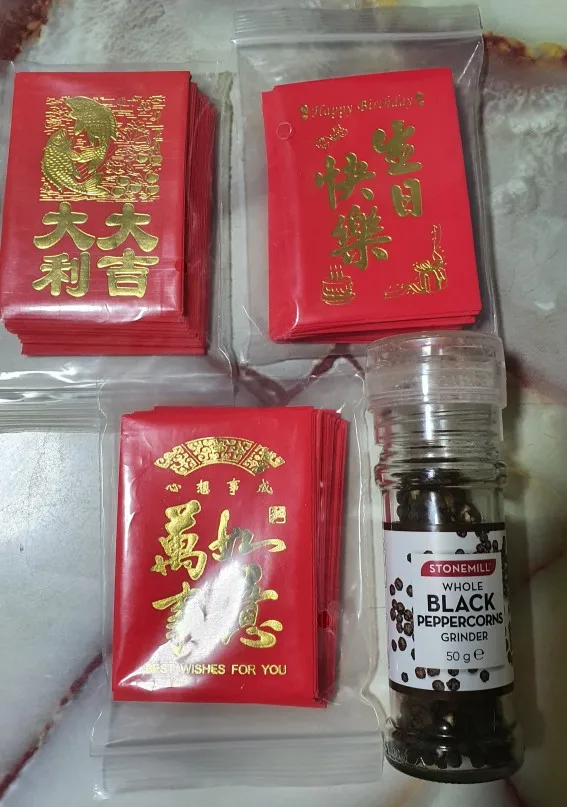 大大
利吉
Happy Birthday
生日
快樂
心想事成
萬事
如意
BEST WISHES FOR YOU
STONEMILL
WHOLE
BLACK
PEPPERCORNS
GRINDER
50 g ℮